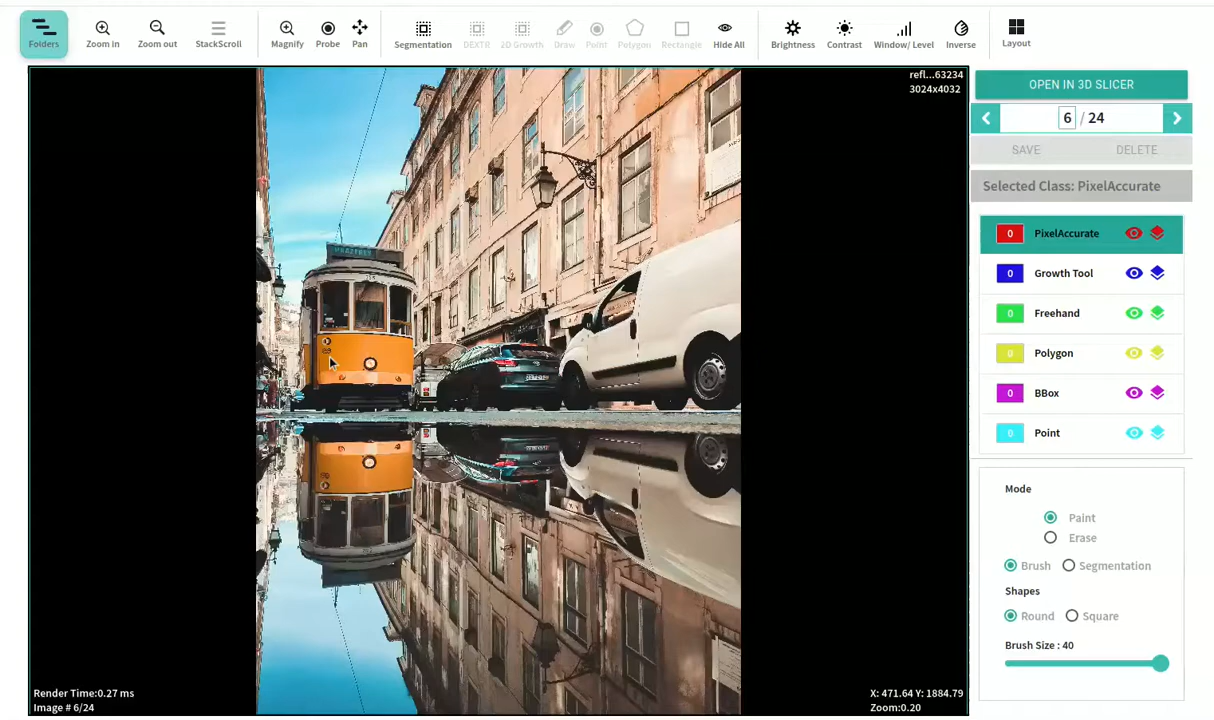 Folders
Zoom in
Zoom out
StackScroll
Magnify
Probe
Pan
Segmentation
DEXTR
2D Growth
Draw
Point
Polygon
Rectangle
Hide All
Brightness
Contrast
Window/ Level
Inverse
Layout
refl...63234
3024x4032
OPEN IN 3D SLICER
6 / 24
SAVE DELETE
Selected Class: PixelAccurate
0 PixelAccurate
0 Growth Tool
0 Freehand
0 Polygon
0 BBox
0 Point
Mode
Paint
Erase
Brush Segmentation
Shapes
Round Square
Brush Size : 40
Render Time:0.27 ms
Image # 6/24
X: 471.64 Y: 1884.79
Zoom:0.20